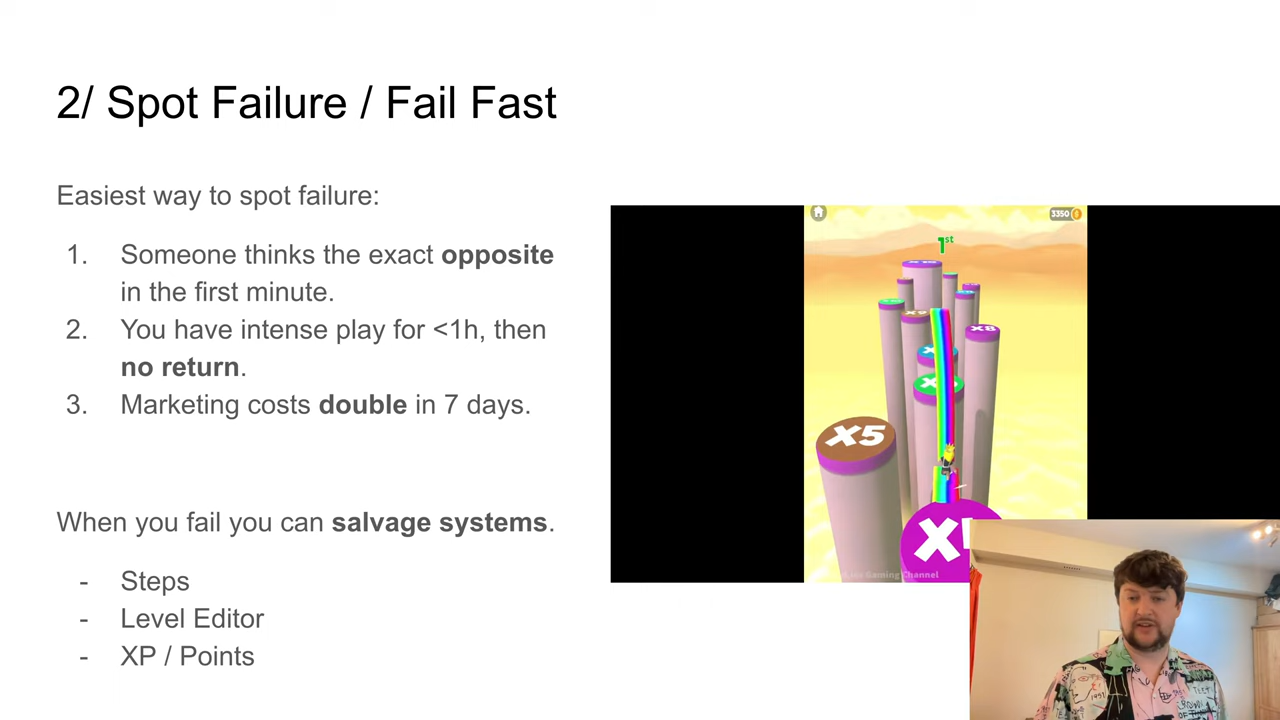 2/ Spot Failure / Fail Fast
Easiest way to spot failure:
1. Someone thinks the exact opposite
in the first minute.
2. You have intense play for <1h, then
no return.
3. Marketing costs double in 7 days.
When you fail you can salvage systems.
- Steps
- Level Editor
- XP / Points
3350
1st
X8
X5
Gaming Channel